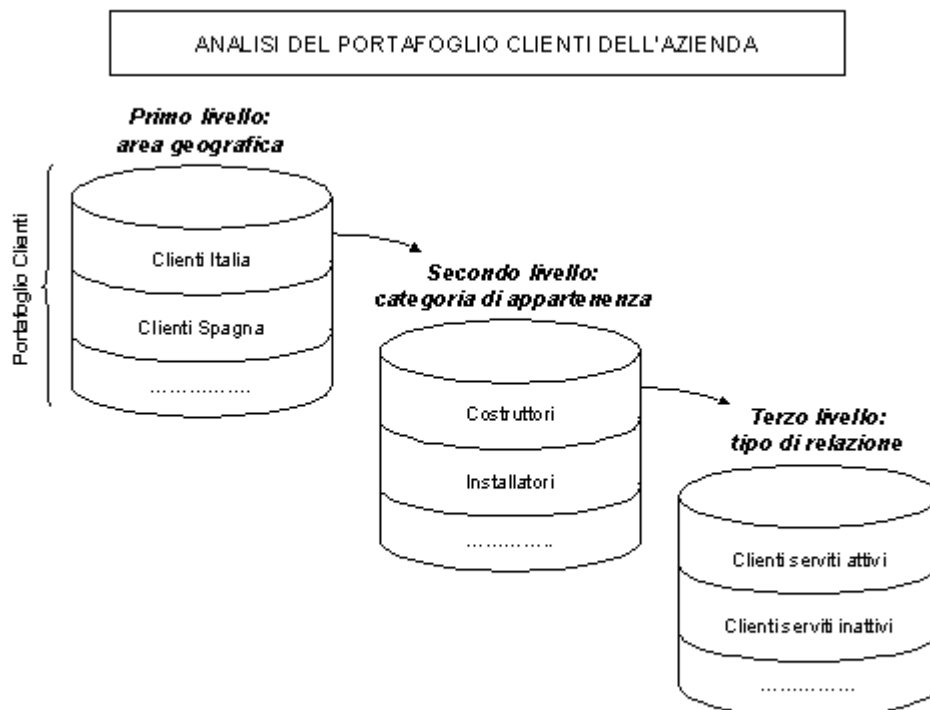 ANALISI DEL PORTAFOGLIO CLIENTI DELL'AZIENDA
Primo livello:
area geografica
Portafoglio Clienti
Clienti Italia
Clienti Spagna
................
Secondo livello:
categoria di appartenenza
Costruttori
Installatori
...............
Terzo livello:
tipo di relazione
Clienti serviti attivi
Clienti serviti inattivi
...............